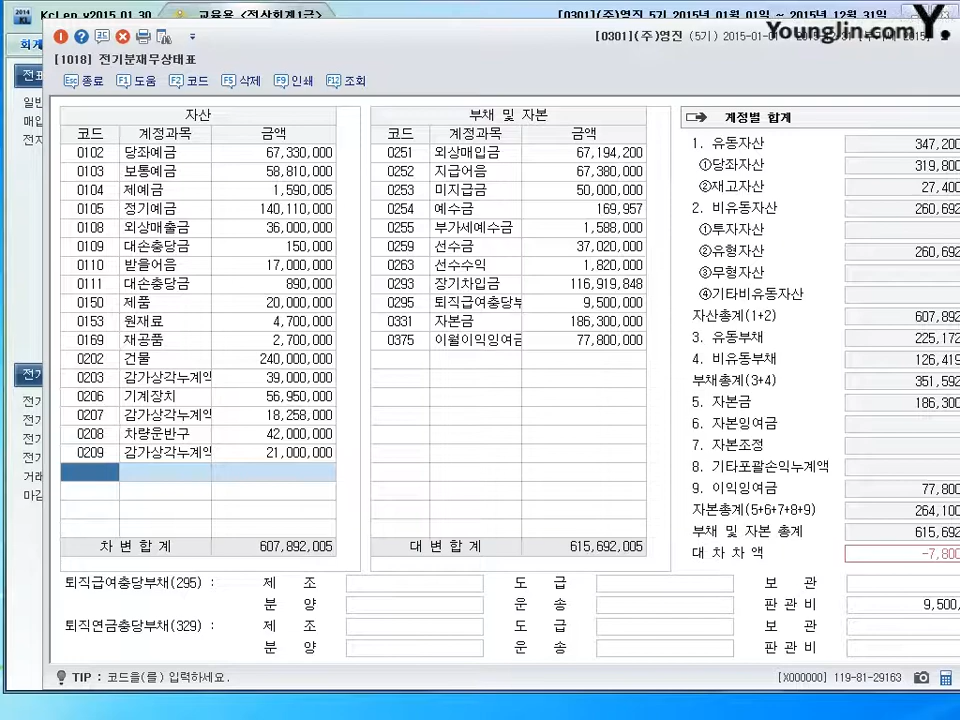 KcLep v2015.01.30 교육용 <전산회계1급> [0301](주)영진 5기 2015년01월01일 ~ 2015년12월31일
[0301](주)영진 (5기) 2015-01-01
Younglin.com Y.
[1018] 전기분재무상태표
Esc 종료 F1 도움 F2 코드 F5 삭제 F9 인쇄 F12 조회
자산
코드 계정과목 금액
0102 당좌예금 67,330,000
0103 보통예금 58,810,000
0104 제예금 1,590,005
0105 정기예금 140,110,000
0108 외상매출금 36,000,000
0109 대손충당금 150,000
0110 받을어음 17,000,000
0111 대손충당금 890,000
0150 제품 20,000,000
0153 원재료 4,700,000
0169 재공품 2,700,000
0202 건물 240,000,000
0203 감가상각누계액 39,000,000
0206 기계장치 56,950,000
0207 감가상각누계액 18,258,000
0208 차량운반구 42,000,000
0209 감가상각누계액 21,000,000
차 변 합 계 607,892,005
부채 및 자본
코드 계정과목 금액
0251 외상매입금 67,194,200
0252 지급어음 67,380,000
0253 미지급금 50,000,000
0254 예수금 169,957
0255 부가세예수금 1,588,000
0259 선수금 37,020,000
0263 선수수익 1,820,000
0293 장기차입금 116,919,848
0295 퇴직급여충당부 9,500,000
0331 자본금 186,300,000
0375 이월이익잉여금 77,800,000
대 변 합 계 615,692,005
계정별 합계
1. 유동자산 347,200
①당좌자산 319,800
②재고자산 27,400
2. 비유동자산 260,692
①투자자산
②유형자산 260,692
③무형자산
④기타비유동자산
자산총계(1+2) 607,892
3. 유동부채 225,172
4. 비유동부채 126,419
부채총계(3+4) 351,592
5. 자본금 186,300
6. 자본잉여금
7. 자본조정
8. 기타포괄손익누계액
9. 이익잉여금 77,800
자본총계(5+6+7+8+9) 264,100
부채 및 자본 총계 615,692
대 차 차 액 -7,800
퇴직급여충당부채(295) : 제 조 도 급 보 관
분 양 운 송 판 관 비 9,500,
퇴직연금충당부채(329) : 제 조 도 급 보 관
분 양 운 송 판 관 비
TIP : 코드을(를) 입력하세요. [X000000] 119-81-29163
회계
전표
일반
매입
전자
전기
전기
전기
전기
전기
거래
마감